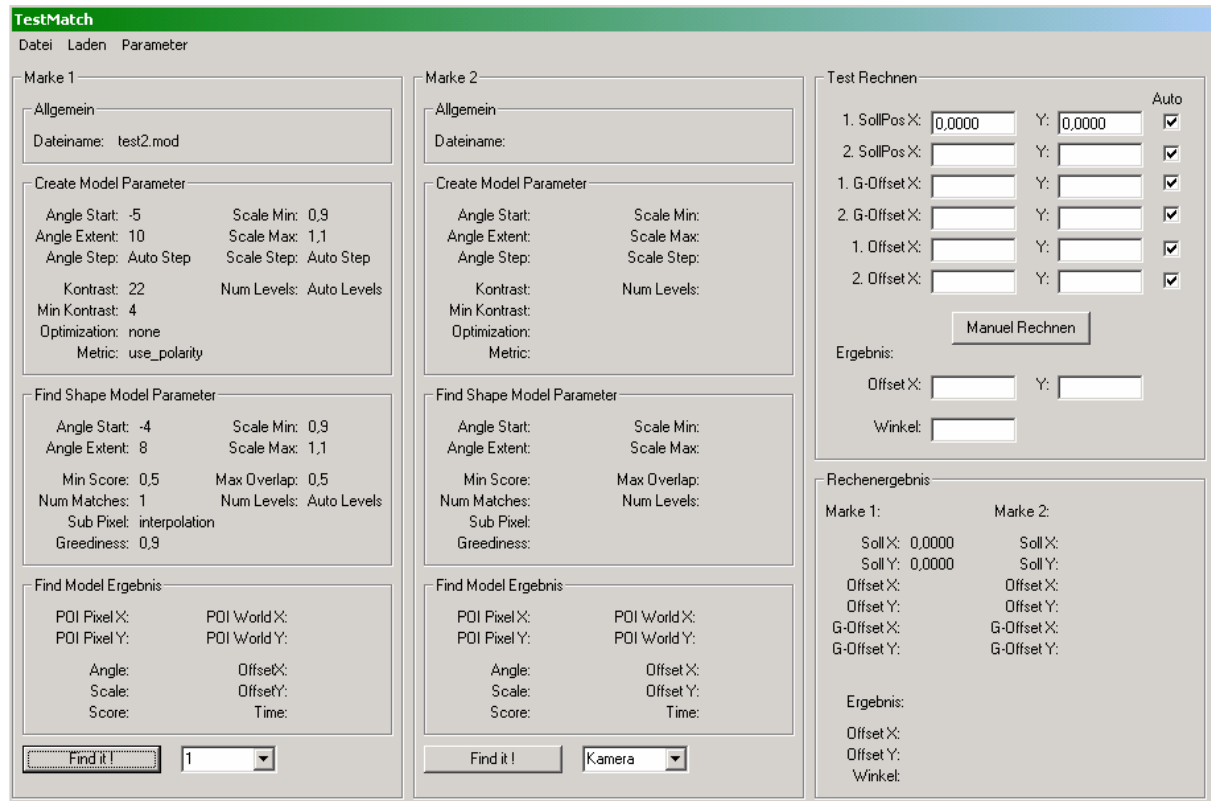 TestMatch
Datei Laden Parameter
Marke 1
Allgemein
Dateiname: test2.mod
Create Model Parameter
Angle Start: -5 Scale Min: 0,9
Angle Extent: 10 Scale Max: 1,1
Angle Step: Auto Step Scale Step: Auto Step
Kontrast: 22 Num Levels: Auto Levels
Min Kontrast: 4
Optimization: none
Metric: use_polarity
Find Shape Model Parameter
Angle Start: -4 Scale Min: 0,9
Angle Extent: 8 Scale Max: 1,1
Min Score: 0,5 Max Overlap: 0,5
Num Matches: 1 Num Levels: Auto Levels
Sub Pixel: interpolation
Greediness: 0,9
Find Model Ergebnis
POI Pixel X: POI World X:
POI Pixel Y: POI World Y:
Angle: OffsetX:
Scale: OffsetY:
Score: Time:
Find it ! 1
Marke 2
Allgemein
Dateiname:
Create Model Parameter
Angle Start: Scale Min:
Angle Extent: Scale Max:
Angle Step: Scale Step:
Kontrast: Num Levels:
Min Kontrast:
Optimization:
Metric:
Find Shape Model Parameter
Angle Start: Scale Min:
Angle Extent: Scale Max:
Min Score: Max Overlap:
Num Matches: Num Levels:
Sub Pixel:
Greediness:
Find Model Ergebnis
POI Pixel X: POI World X:
POI Pixel Y: POI World Y:
Angle: Offset X:
Scale: Offset Y:
Score: Time:
Find it ! Kamera
Test Rechnen
Auto
1. SollPos X: 0,0000 Y: 0,0000
2. SollPos X: Y:
1. G-Offset X: Y:
2. G-Offset X: Y:
1. Offset X: Y:
2. Offset X: Y:
Manuel Rechnen
Ergebnis:
Offset X: Y:
Winkel:
Rechenergebnis
Marke 1: Marke 2:
Soll X: 0,0000 Soll X:
Soll Y: 0,0000 Soll Y:
Offset X: Offset X:
Offset Y: Offset Y:
G-Offset X: G-Offset X:
G-Offset Y: G-Offset Y:
Ergebnis:
Offset X:
Offset Y:
Winkel: